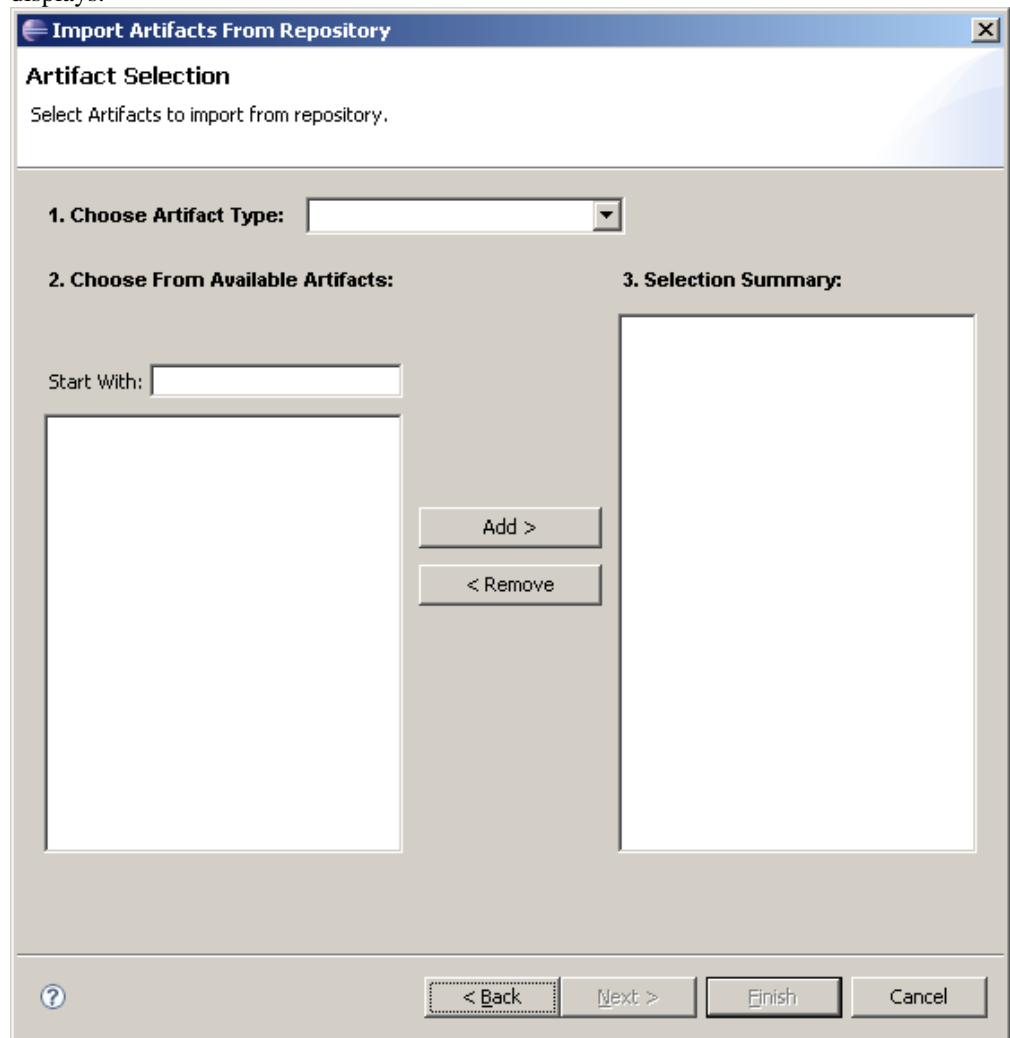 displays.
Import Artifacts From Repository
Artifact Selection
Select Artifacts to import from repository.
1. Choose Artifact Type:
2. Choose From Available Artifacts:
3. Selection Summary:
Start With:
Add >
< Remove
?
< Back
Next >
Finish
Cancel